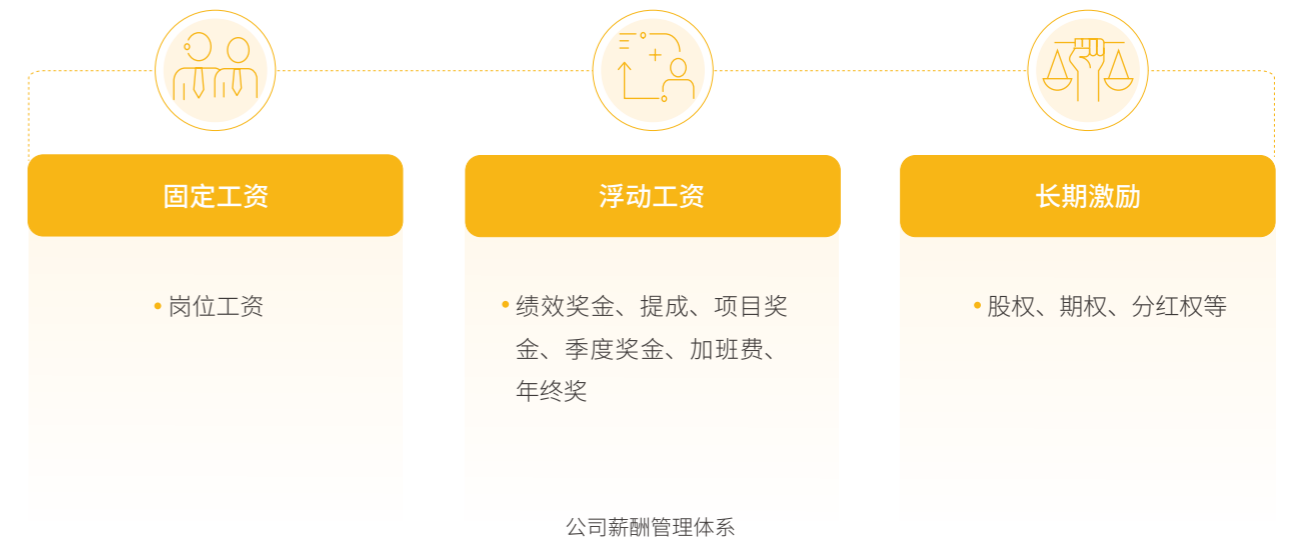 固定工资
浮动工资
长期激励
• 岗位工资
• 绩效奖金、提成、项目奖
金、季度奖金、加班费、
年终奖
• 股权、期权、分红权等
公司薪酬管理体系